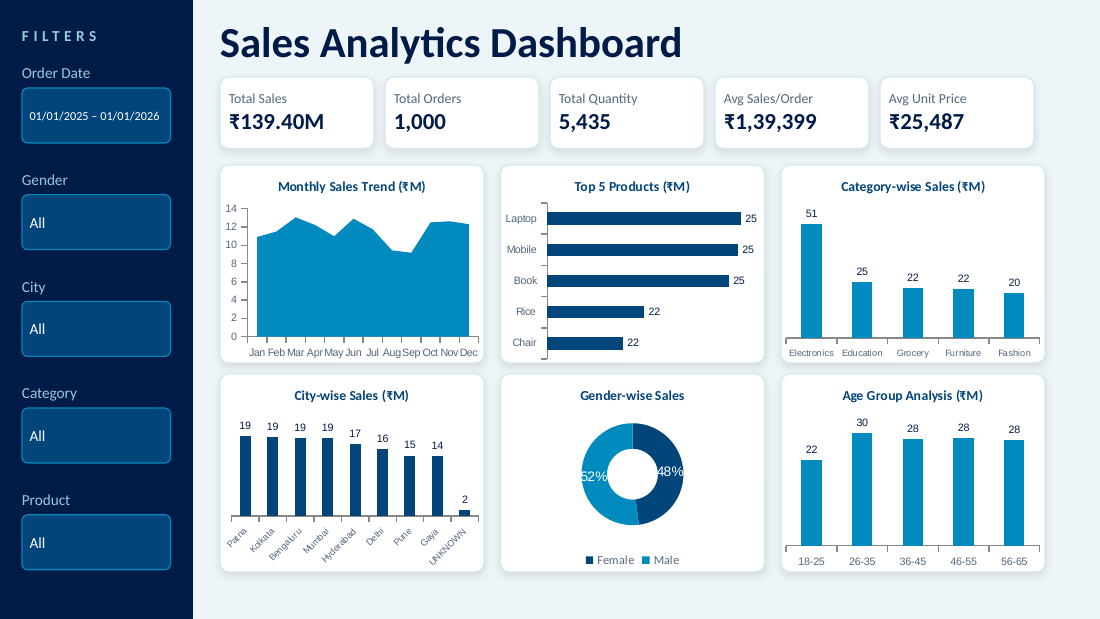 FILTERS
Order Date
01/01/2025 – 01/01/2026
Gender
All
City
All
Category
All
Product
All
Sales Analytics Dashboard
Total Sales
₹139.40M
Total Orders
1,000
Total Quantity
5,435
Avg Sales/Order
₹1,39,399
Avg Unit Price
₹25,487
Monthly Sales Trend (₹M)
14
12
10
8
6
4
2
0
Jan Feb Mar Apr May Jun Jul Aug Sep Oct Nov Dec
Top 5 Products (₹M)
Laptop 25
Mobile 25
Book 25
Rice 22
Chair 22
Category-wise Sales (₹M)
51 25 22 22 20
Electronics Education Grocery Furniture Fashion
City-wise Sales (₹M)
19 19 19 19 17 16 15 14 2
Patna Kolkata Bengaluru Mumbai Hyderabad Delhi Pune Gaya UNKNOWN
Gender-wise Sales
52% 48%
Female Male
Age Group Analysis (₹M)
22 30 28 28 28
18-25 26-35 36-45 46-55 56-65